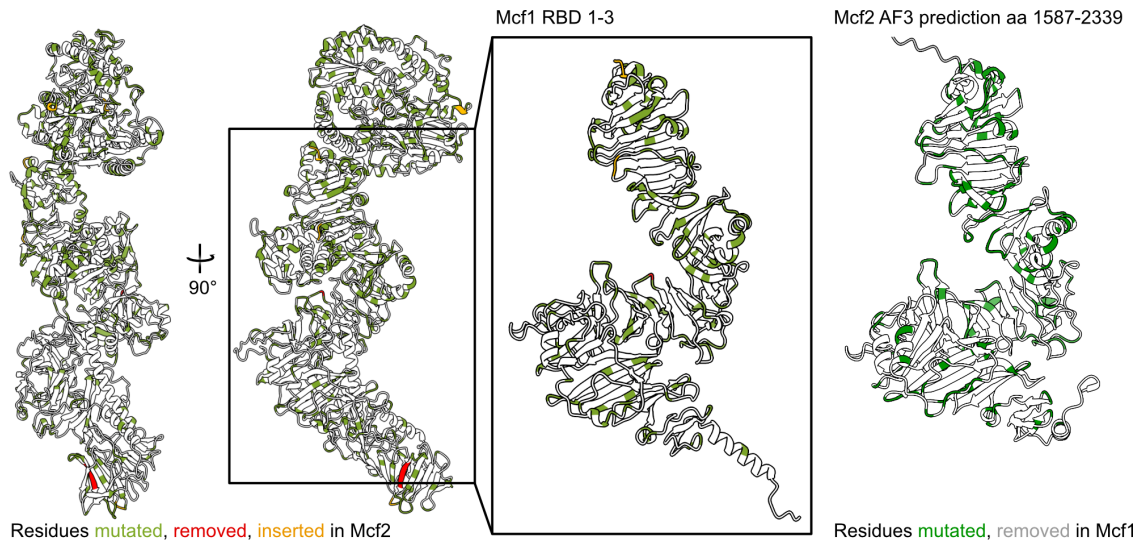 Mcf1 RBD 1-3
Mcf2 AF3 prediction aa 1587-2339
90°
Residues mutated, removed, inserted in Mcf2
Residues mutated, removed in Mcf1